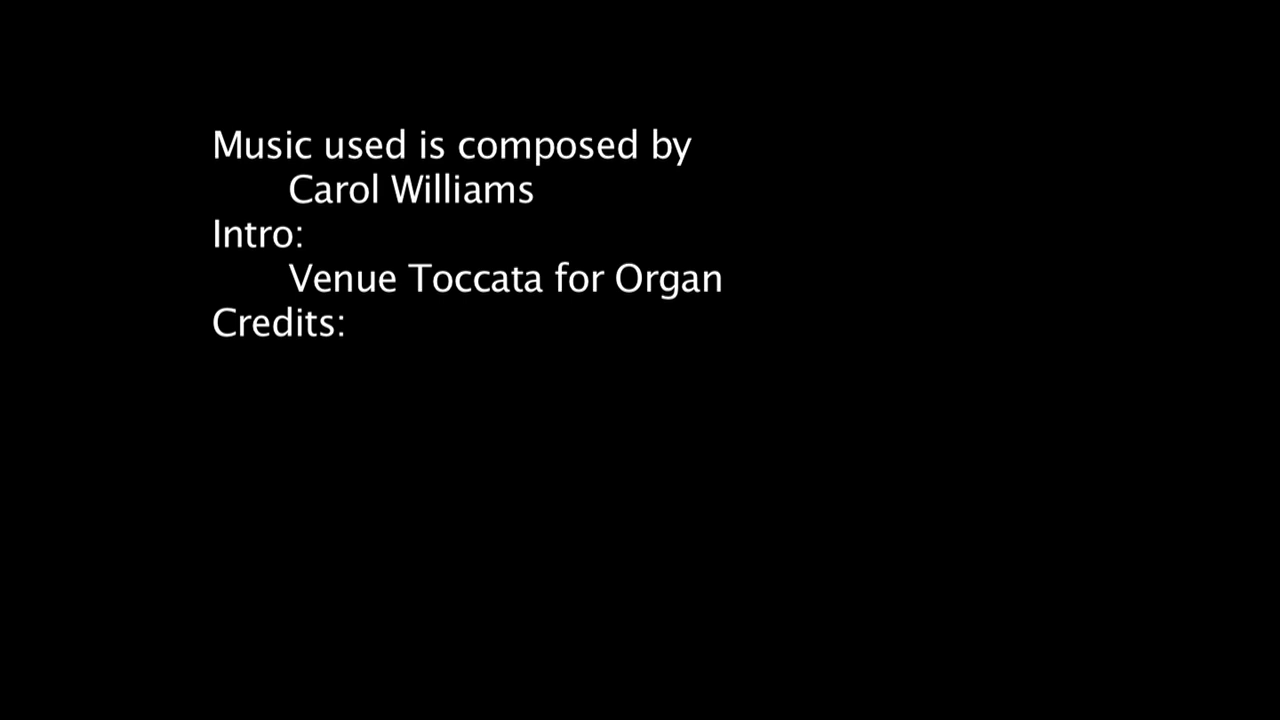 Music used is composed by
Carol Williams
Intro:
Venue Toccata for Organ
Credits: